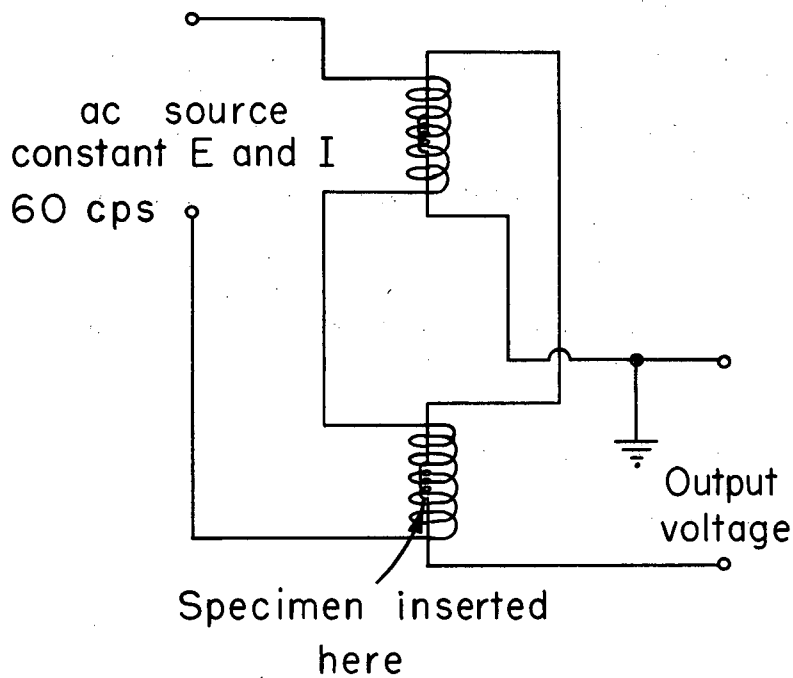 ac source
constant E and I
60 cps
Output
voltage
Specimen inserted
here